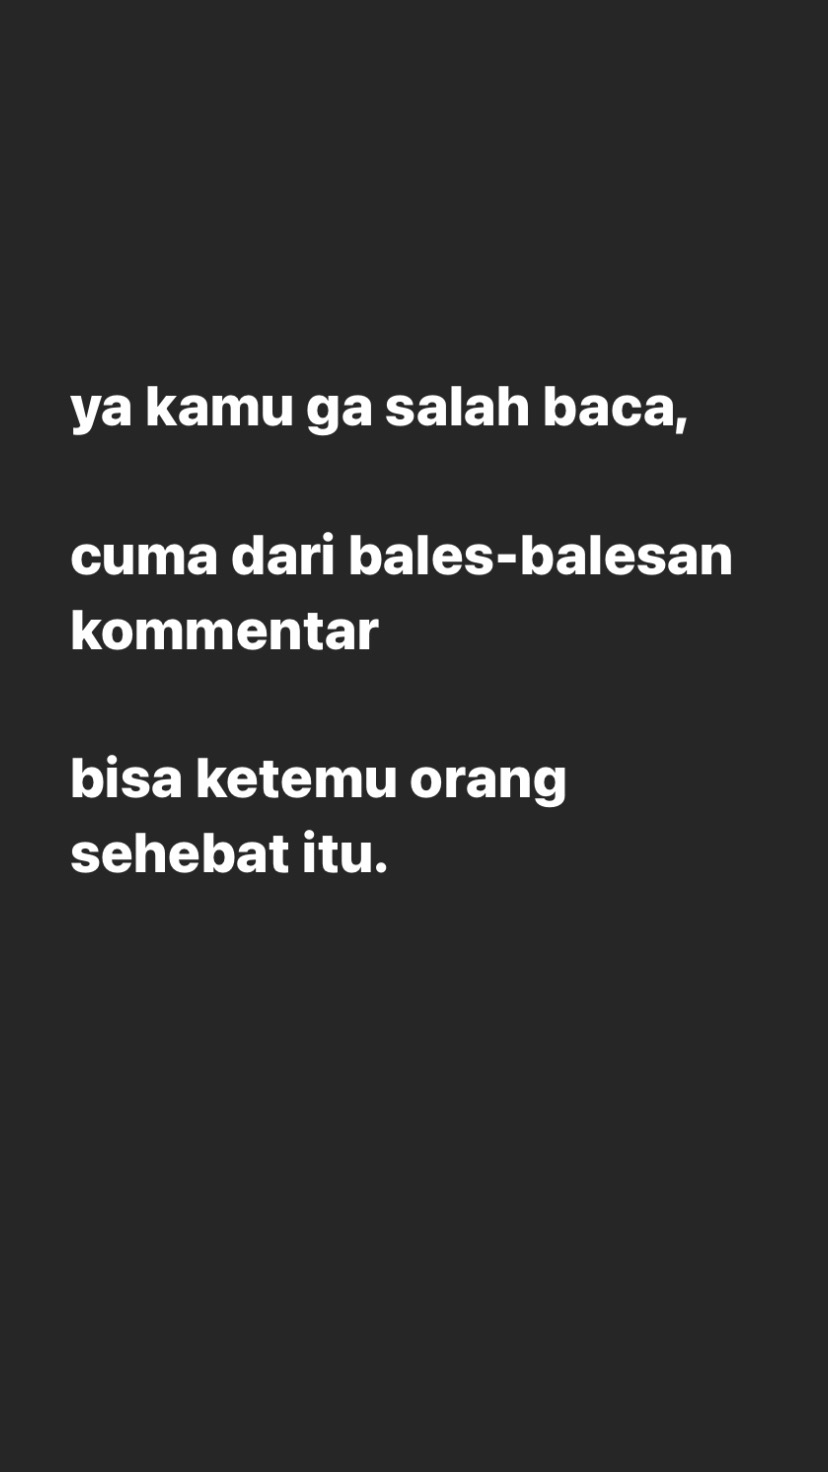 ya kamu ga salah baca,
cuma dari bales-balesan
kommentar
bisa ketemu orang
sehebat itu.